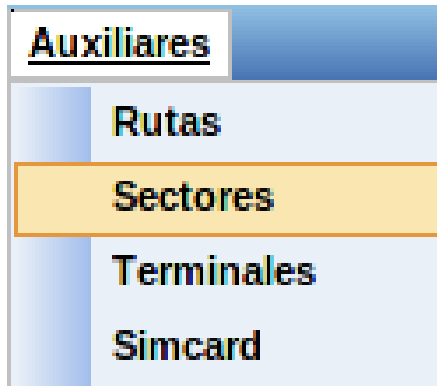 Auxiliares
Rutas
Sectores
Terminales
Simcard